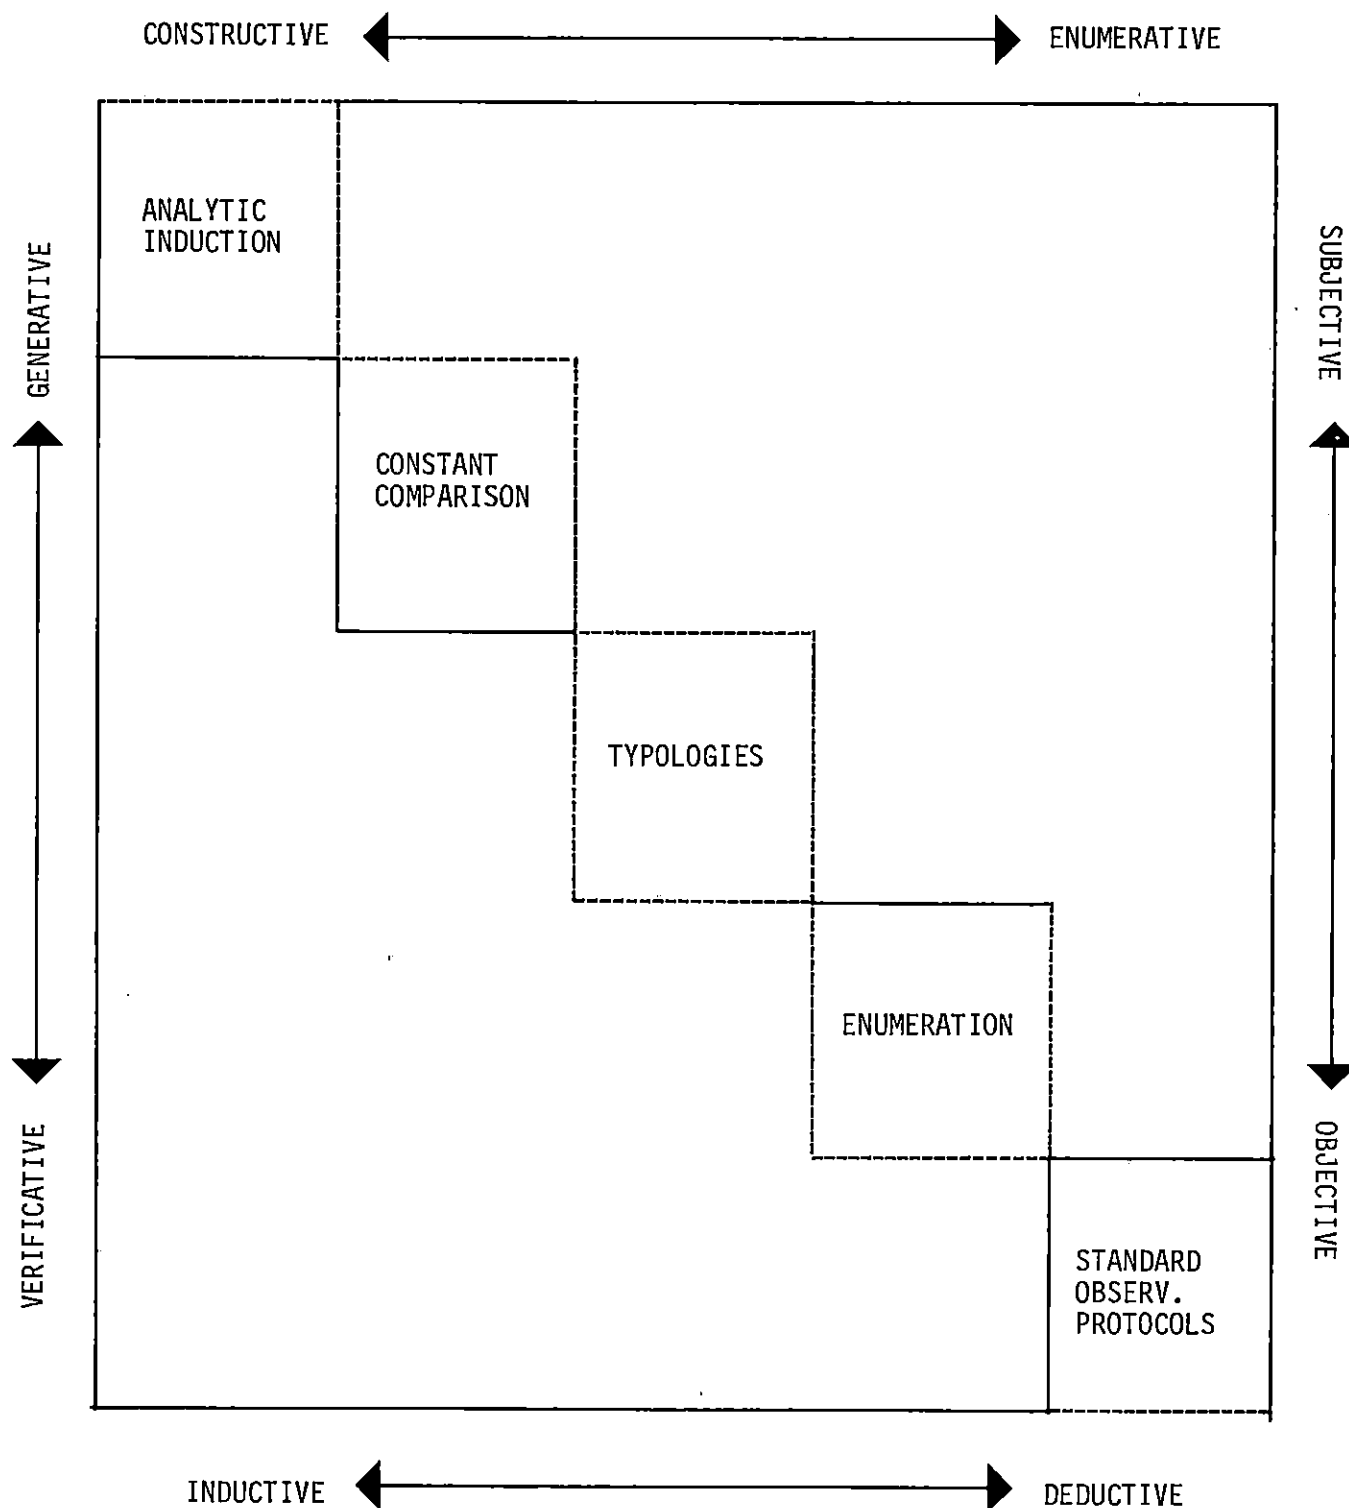 CONSTRUCTIVE ENUMERATIVE
ANALYTIC
INDUCTION
GENERATIVE
SUBJECTIVE
CONSTANT
COMPARISON
TYPOLOGIES
ENUMERATION
VERIFICATIVE
OBJECTIVE
STANDARD
OBSERV.
PROTOCOLS
INDUCTIVE DEDUCTIVE